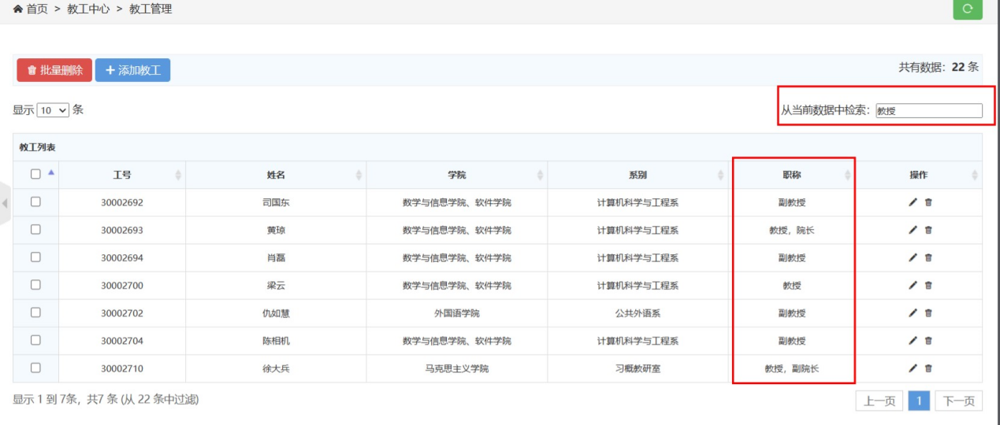 首页 > 教工中心 > 教工管理
批量删除 添加教工 共有数据：22 条
显示 10 条 从当前数据中检索：教授
教工列表
工号 姓名 学院 系别 职称 操作
30002692 司国东 数学与信息学院、软件学院 计算机科学与工程系 副教授
30002693 黄琼 数学与信息学院、软件学院 计算机科学与工程系 教授，院长
30002694 肖磊 数学与信息学院、软件学院 计算机科学与工程系 副教授
30002700 梁云 数学与信息学院、软件学院 计算机科学与工程系 教授
30002702 仇如慧 外国语学院 公共外语系 副教授
30002704 陈相机 数学与信息学院、软件学院 计算机科学与工程系 副教授
30002710 徐大兵 马克思主义学院 习概教研室 教授，副院长
显示 1 到 7条，共7 条 (从 22 条中过滤) 上一页 1 下一页